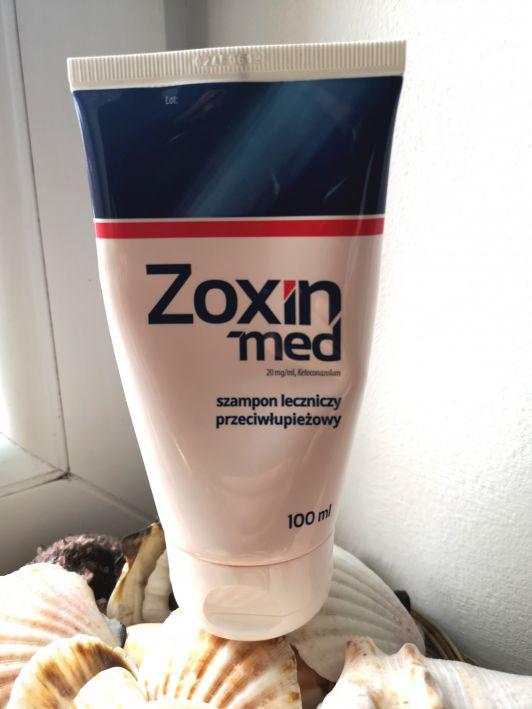 Lot:
Zoxin
med
20 mg/ml, Ketoconazolum
szampon leczniczy
przeciwłupieżowy
100 ml